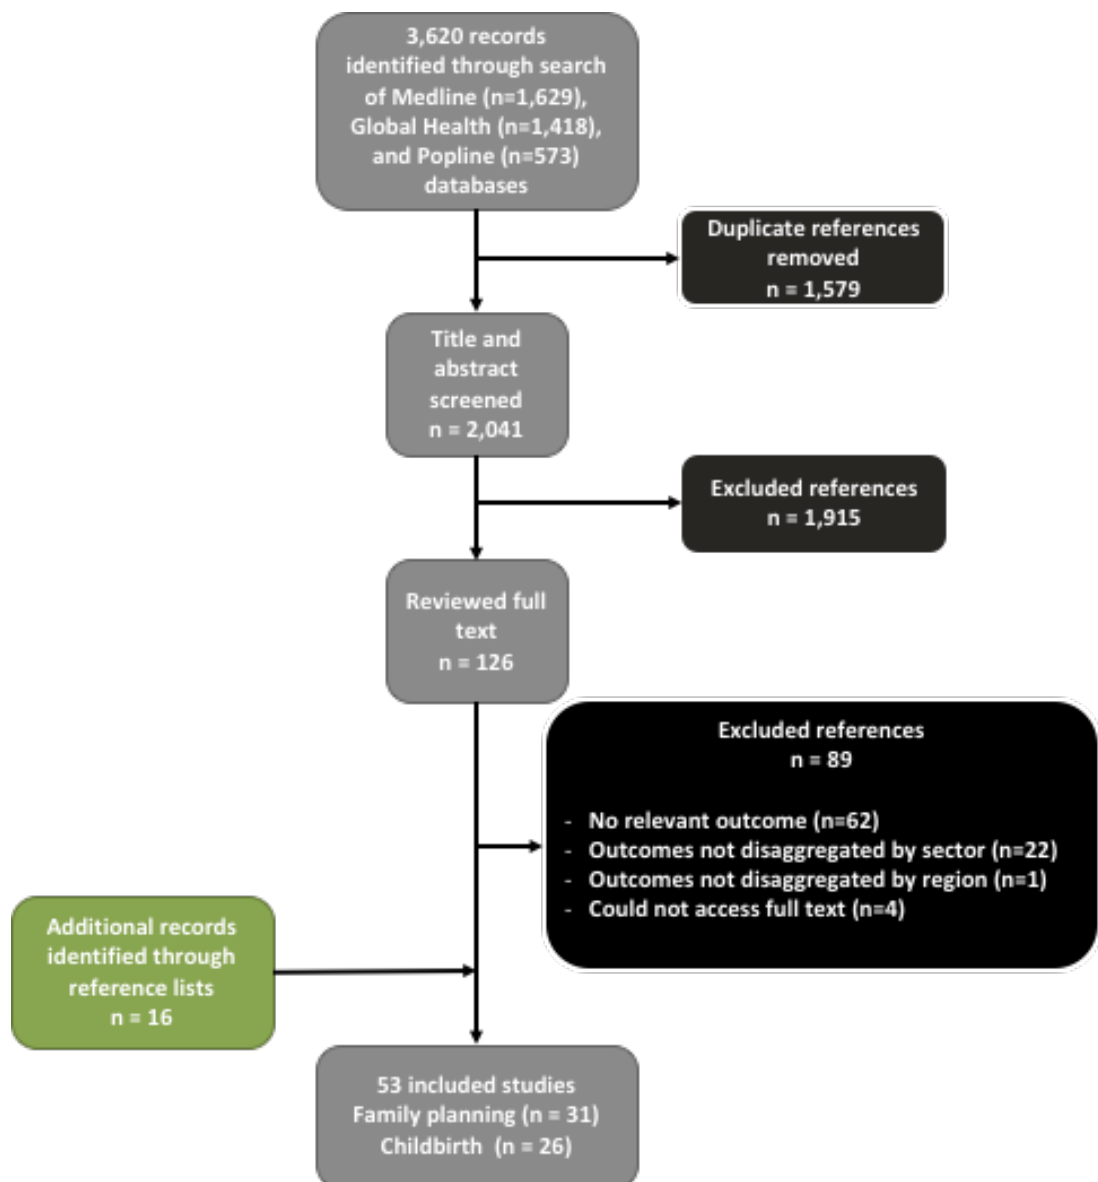 3,620 records
identified through search
of Medline (n=1,629),
Global Health (n=1,418),
and Popline (n=573)
databases
Duplicate references
removed
n = 1,579
Title and
abstract
screened
n = 2,041
Excluded references
n = 1,915
Reviewed full
text
n = 126
Excluded references
n = 89
- No relevant outcome (n=62)
- Outcomes not disaggregated by sector (n=22)
- Outcomes not disaggregated by region (n=1)
- Could not access full text (n=4)
Additional records
identified through
reference lists
n = 16
53 included studies
Family planning (n = 31)
Childbirth (n = 26)